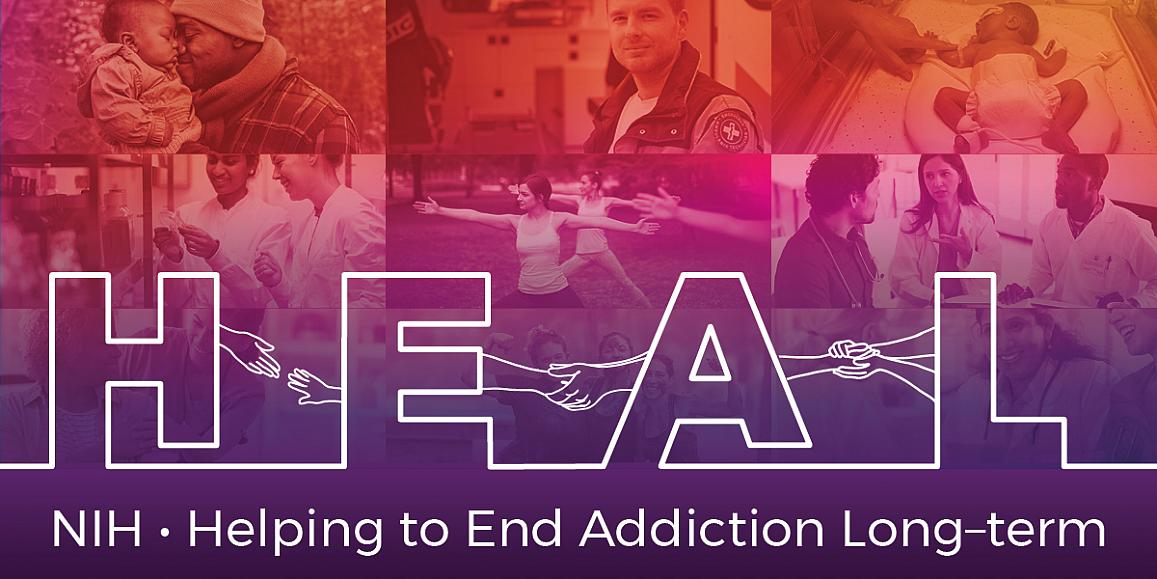 HEAL
NIH • Helping to End Addiction Long-term